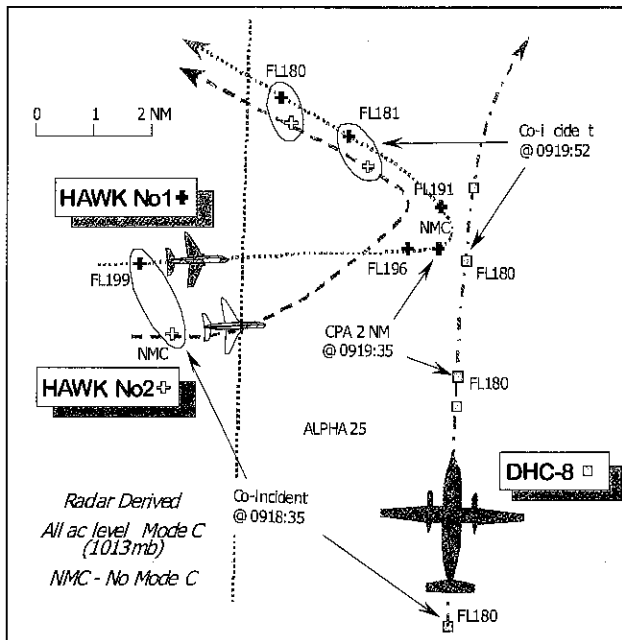 FL180
0 1 2 NM
FL181
Co-i cide t
@ 0919:52
HAWK No1
FL191
NMC
FL199
FL196
FL180
NMC
CPA 2 NM
@ 0919:35
HAWK No2
FL180
ALPHA 25
DHC-8
Radar Derived
All ac level Mode C
(1013mb)
NMC - No Mode C
Co-Incident
@ 0918:35
FL180